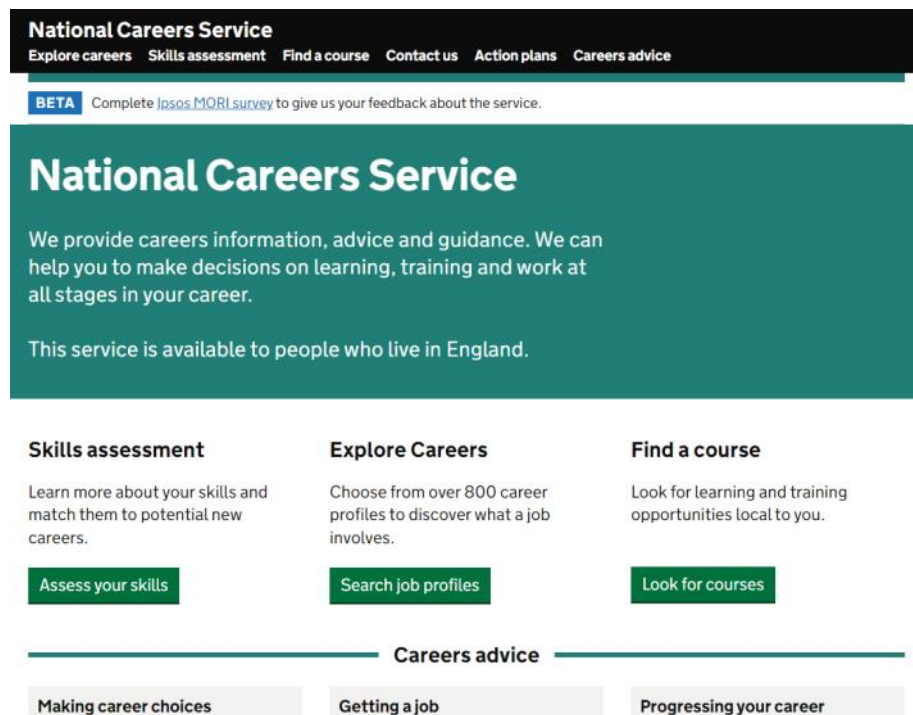 National Careers Service
Explore careers Skills assessment Find a course Contact us Action plans Careers advice
BETA Complete Ipsos MORI survey to give us your feedback about the service.
National Careers Service
We provide careers information, advice and guidance. We can
help you to make decisions on learning, training and work at
all stages in your career.
This service is available to people who live in England.
Skills assessment
Learn more about your skills and
match them to potential new
careers.
Assess your skills
Explore Careers
Choose from over 800 career
profiles to discover what a job
involves.
Search job profiles
Find a course
Look for learning and training
opportunities local to you.
Look for courses
Careers advice
Making career choices
Getting a job
Progressing your career